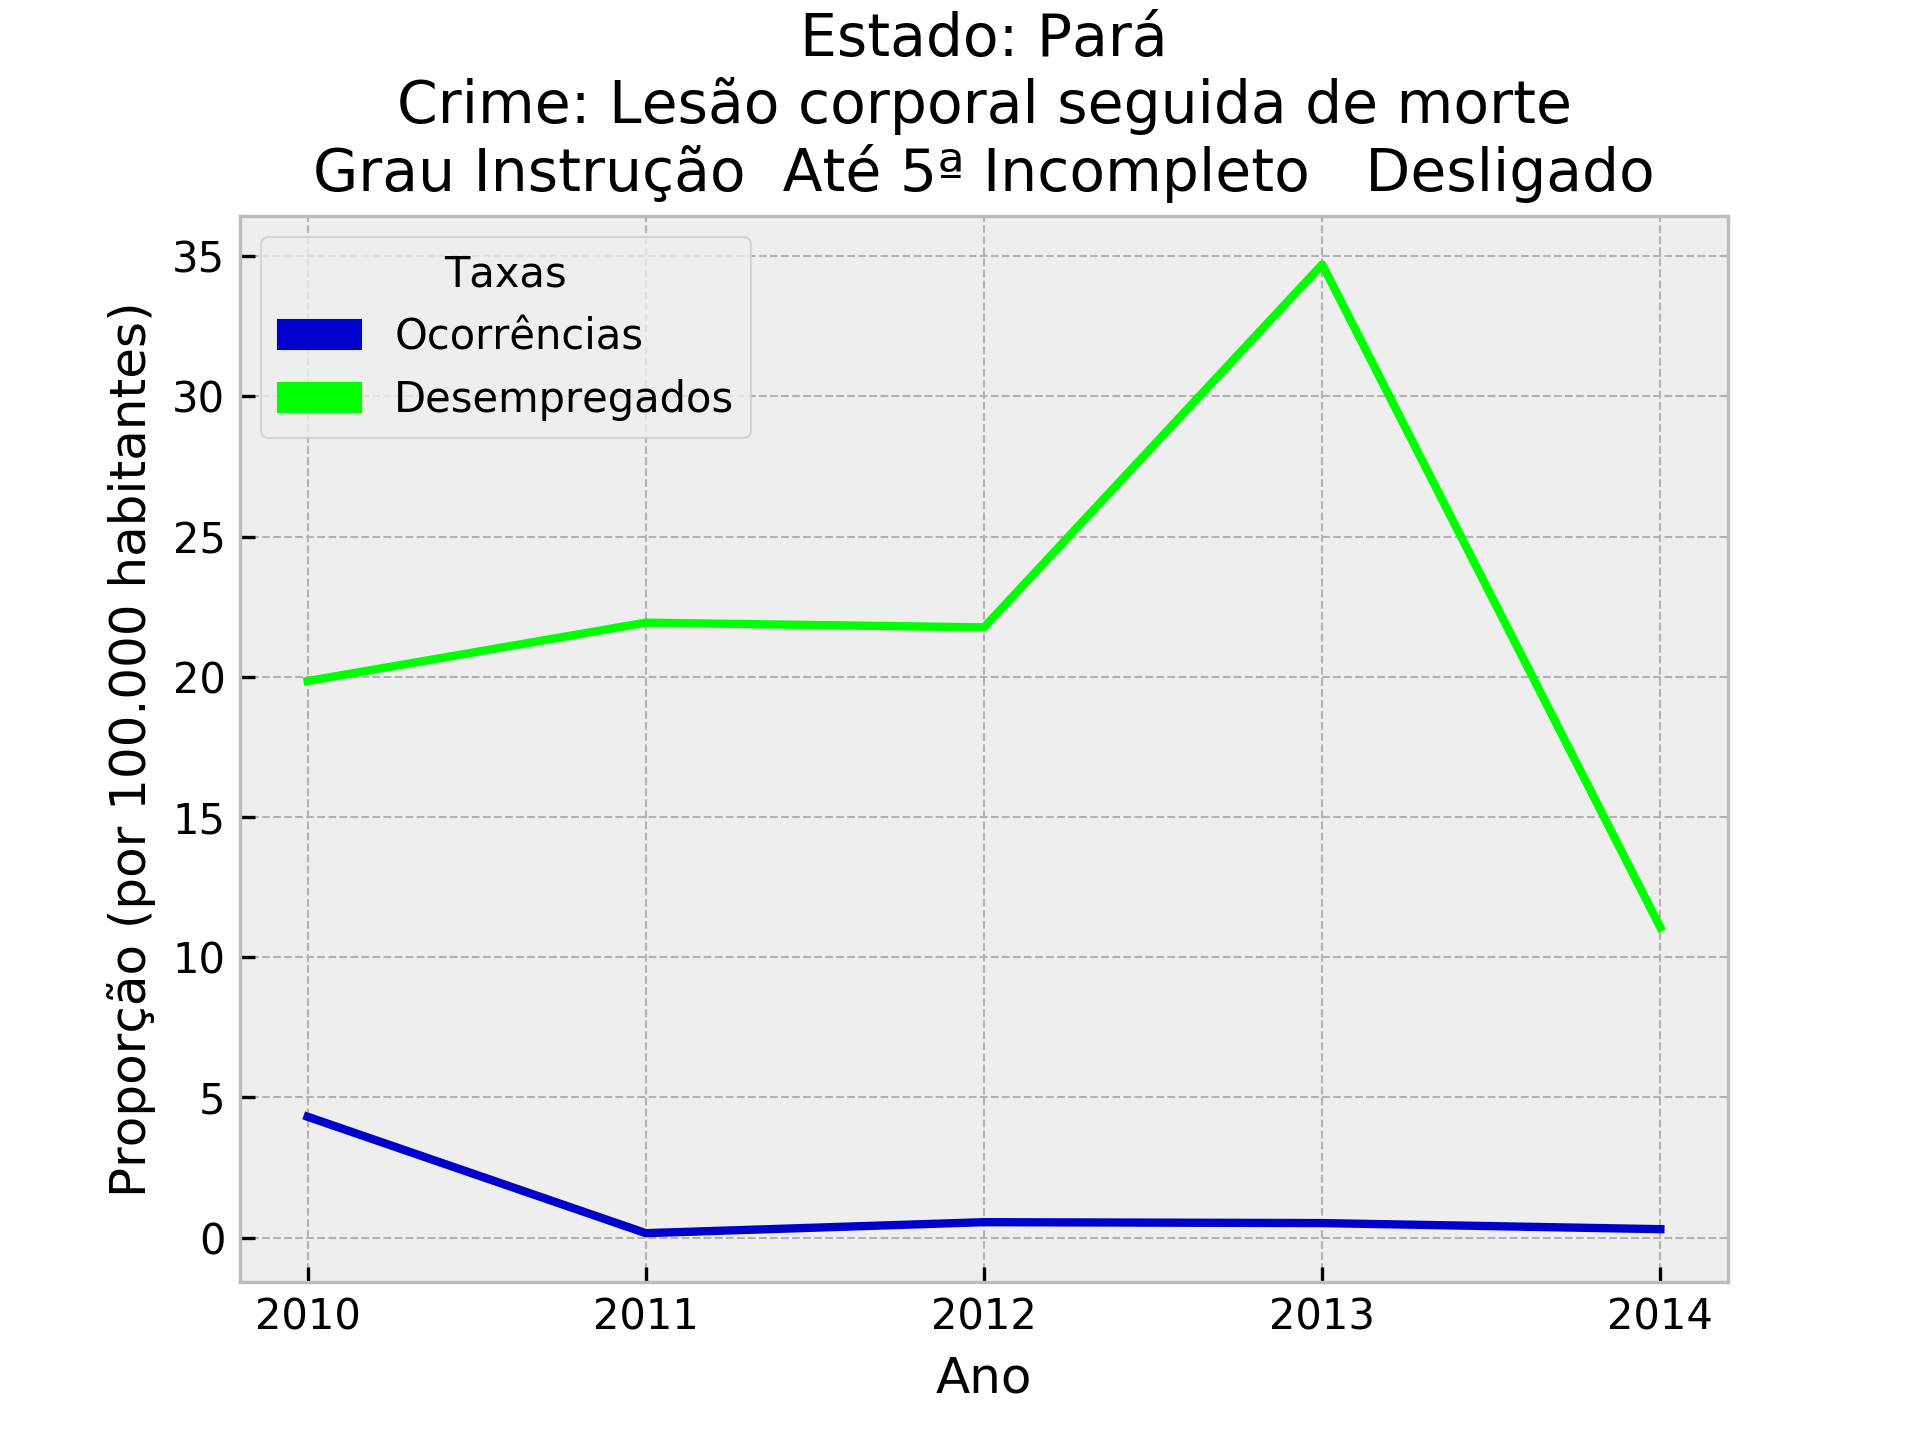 Estado: Pará
Crime: Lesão corporal seguida de morte
Grau Instrução  Até 5ª Incompleto   Desligado
Taxas
Ocorrências
Desempregados
Proporção (por 100.000 habitantes)
35
30
25
20
15
10
5
0
2010 2011 2012 2013 2014
Ano